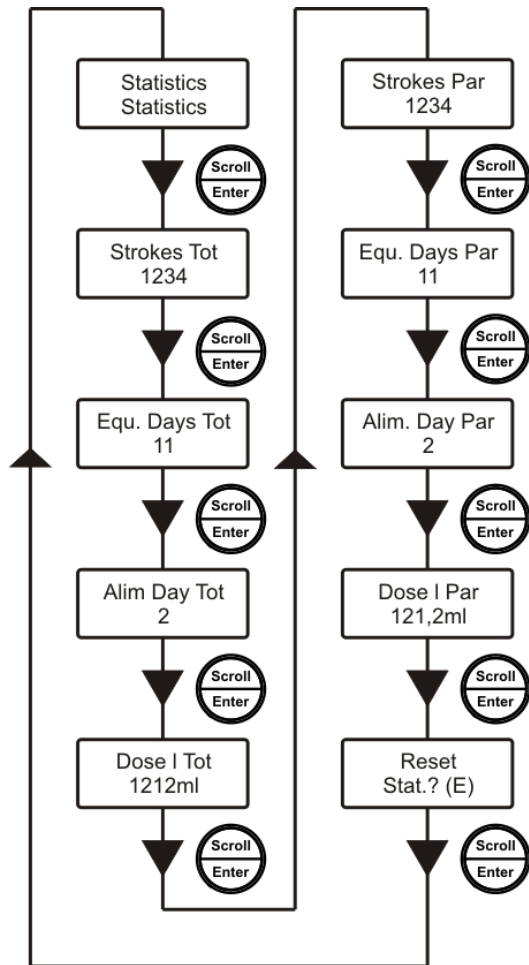 Statistics
Statistics
Scroll
Enter
Strokes Tot
1234
Scroll
Enter
Equ. Days Tot
11
Scroll
Enter
Alim Day Tot
2
Scroll
Enter
Dose l Tot
1212ml
Scroll
Enter
Strokes Par
1234
Scroll
Enter
Equ. Days Par
11
Scroll
Enter
Alim. Day Par
2
Scroll
Enter
Dose l Par
121,2ml
Scroll
Enter
Reset
Stat.? (E)
Scroll
Enter